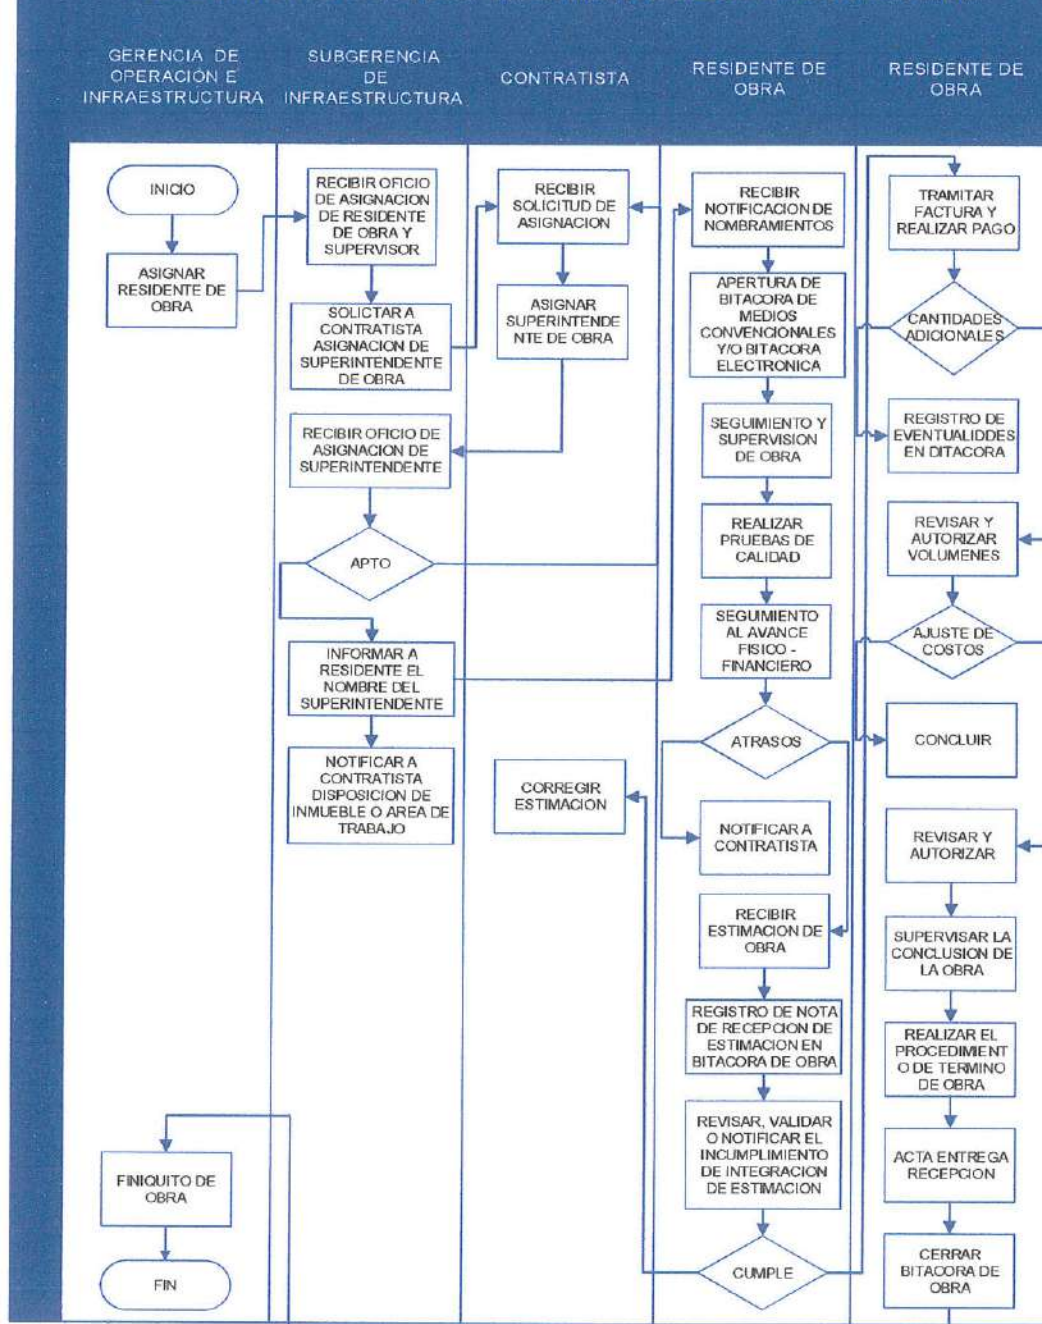 GERENCIA DE
OPERACIÓN E
INFRAESTRUCTURA
SUBGERENCIA
DE
INFRAESTRUCTURA
CONTRATISTA
RESIDENTE DE
OBRA
RESIDENTE DE
OBRA
INICIO
ASIGNAR
RESIDENTE DE
OBRA
FINIQUITO DE
OBRA
FIN
RECIBIR OFICIO
DE ASIGNACION
DE RESIDENTE
DE OBRA Y
SUPERVISOR
SOLICTAR A
CONTRATISTA
ASIGNACION DE
SUPERINTENDENTE
DE OBRA
RECIBIR OFICIO DE
ASIGNACION DE
SUPERINTENDENTE
APTO
INFORMAR A
RESIDENTE EL
NOMBRE DEL
SUPERINTENDENTE
NOTIFICAR A
CONTRATISTA
DISPOSICION DE
INMUEBLE O AREA DE
TRABAJO
RECIBIR
SOLICITUD DE
ASIGNACION
ASIGNAR
SUPERINTENDE
NTE DE OBRA
CORREGIR
ESTIMACION
RECIBIR
NOTIFICACION DE
NOMBRAMIENTOS
APERTURA DE
BITACORA DE
MEDIOS
CONVENCIONALES
Y/O BITACORA
ELECTRONICA
SEGUIMIENTO Y
SUPERVISION
DE OBRA
REALIZAR
PRUEBAS DE
CALIDAD
SEGUIMIENTO
AL AVANCE
FISICO -
FINANCIERO
ATRASOS
NOTIFICAR A
CONTRATISTA
RECIBIR
ESTIMACION DE
OBRA
REGISTRO DE NOTA
DE RECEPCION DE
ESTIMACION EN
BITACORA DE OBRA
REVISAR, VALIDAR
O NOTIFICAR EL
INCUMPLIMIENTO
DE INTEGRACION
DE ESTIMACION
CUMPLE
TRAMITAR
FACTURA Y
REALIZAR PAGO
CANTIDADES
ADICIONALES
REGISTRO DE
EVENTUALIDDES
EN DITACORA
REVISAR Y
AUTORIZAR
VOLUMENES
AJUSTE DE
COSTOS
CONCLUIR
REVISAR Y
AUTORIZAR
SUPERVISAR LA
CONCLUSION DE
LA OBRA
REALIZAR EL
PROCEDIMIENT
O DE TERMINO
DE OBRA
ACTA ENTREGA
RECEPCION
CERRAR
BITACORA DE
OBRA